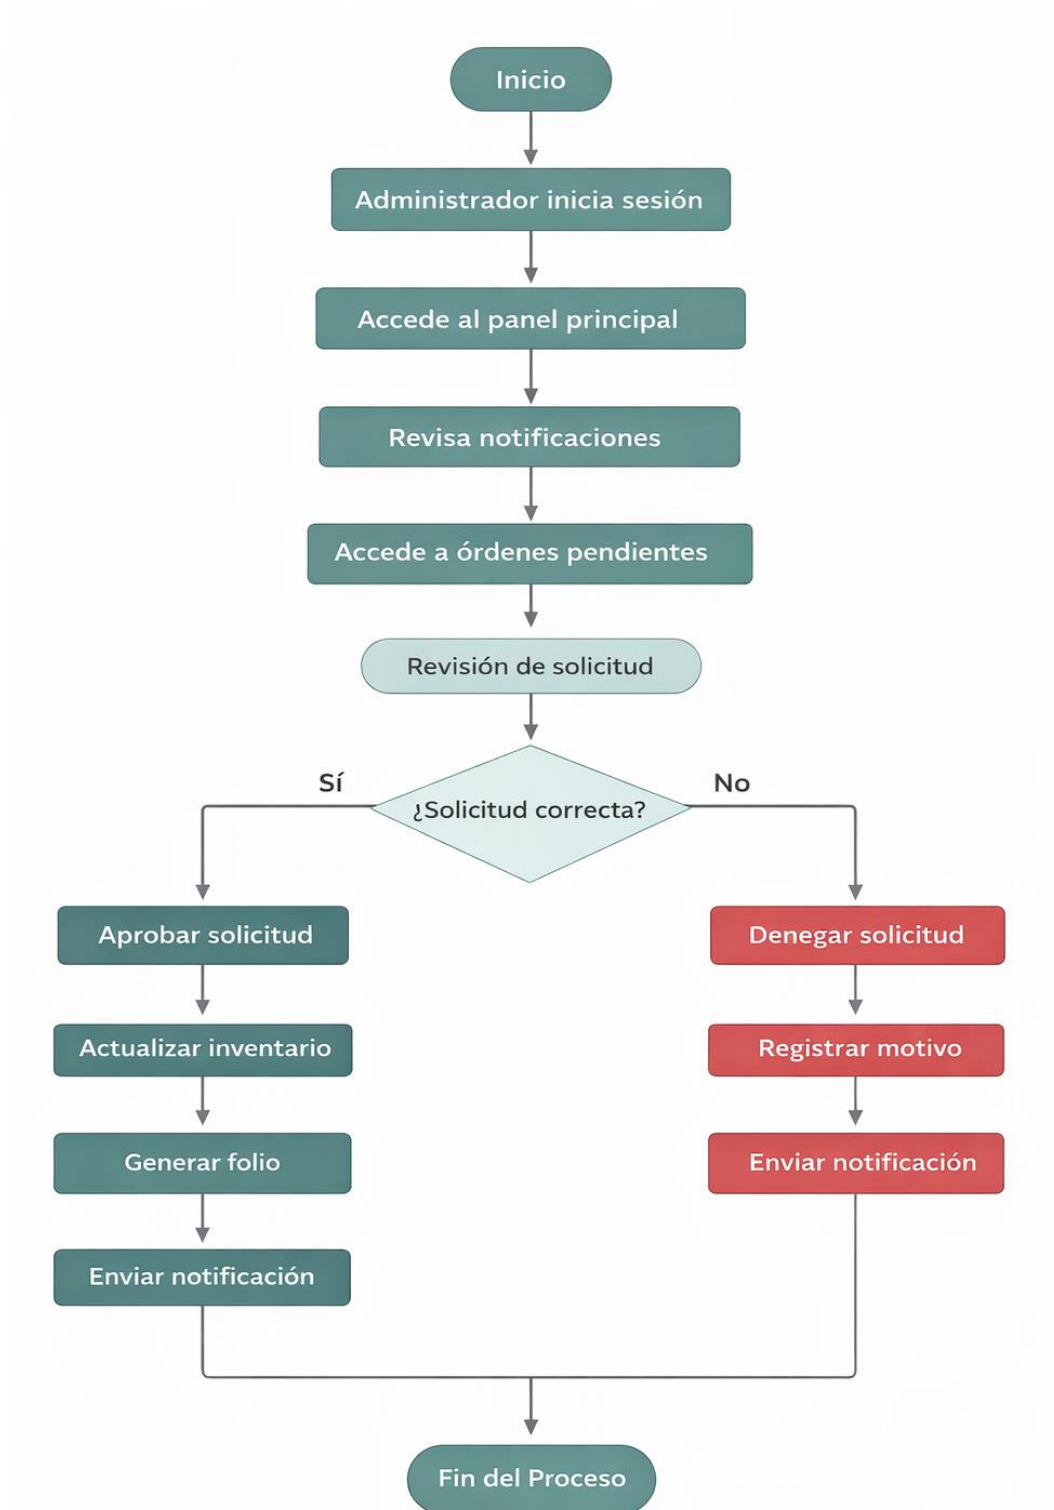 Inicio
Administrador inicia sesión
Accede al panel principal
Revisa notificaciones
Accede a órdenes pendientes
Revisión de solicitud
¿Solicitud correcta?
Sí
No
Aprobar solicitud
Actualizar inventario
Generar folio
Enviar notificación
Denegar solicitud
Registrar motivo
Enviar notificación
Fin del Proceso